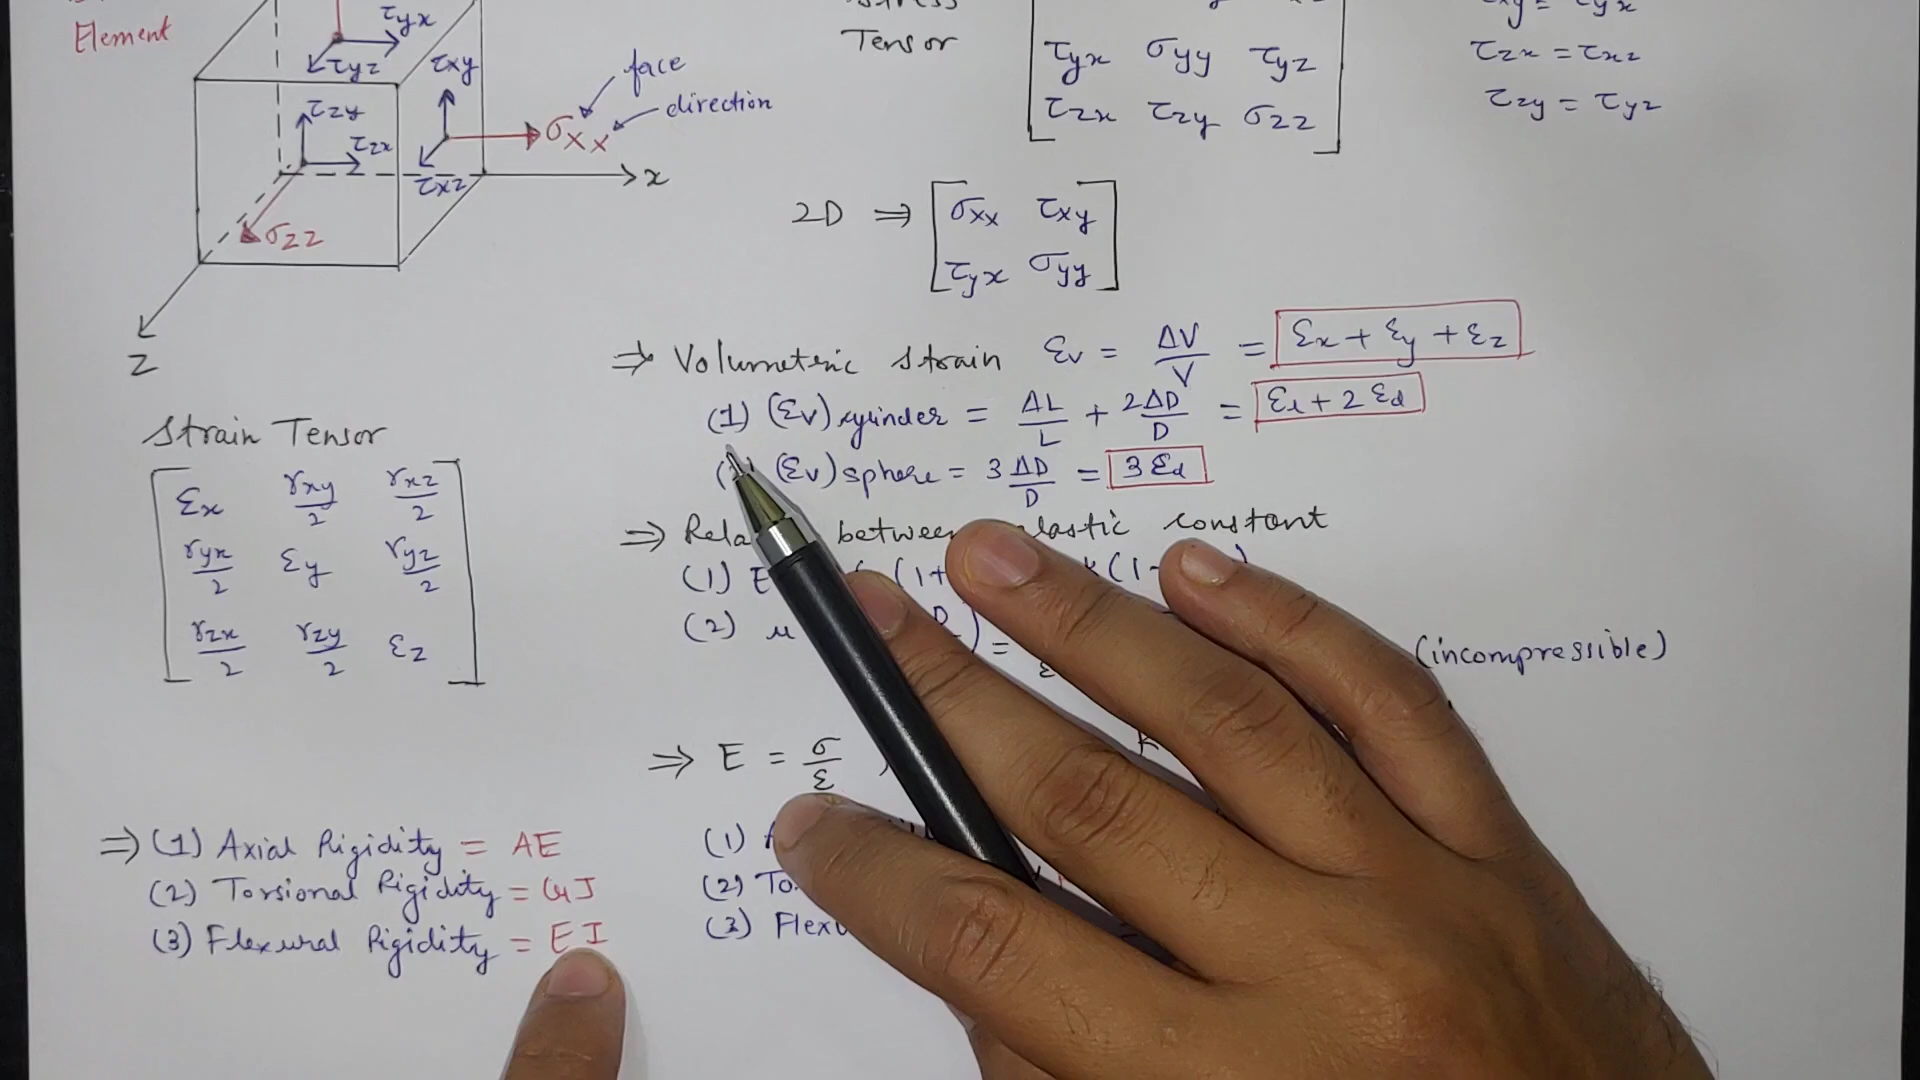 Element
τyx
τyz
τxy
face
direction
τzy
τzx
σxx
τxz
x
σzz
Z
Tensor
τyx σyy τyz
τzx τzy σzz
τzx = τxz
τzy = τyz
2D ⇒ [σxx τxy
τyx σyy]
⇒ Volumetric strain εv = ΔV/V = εx + εy + εz
(1) (εv)cylinder = ΔL/L + 2ΔD/D = εl + 2εd
(εv)sphere = 3ΔD/D = 3εd
Strain Tensor
εx γxy/2 γxz/2
γyx/2 εy γyz/2
γzx/2 γzy/2 εz
⇒ between constant
(1) E (1+ K(1-
(2) μ =
(incompressible)
⇒ E = σ/ε ,
⇒ (1) Axial Rigidity = AE
(2) Torsional Rigidity = GJ
(3) Flexural Rigidity = EI
(1)
(2)
(3)